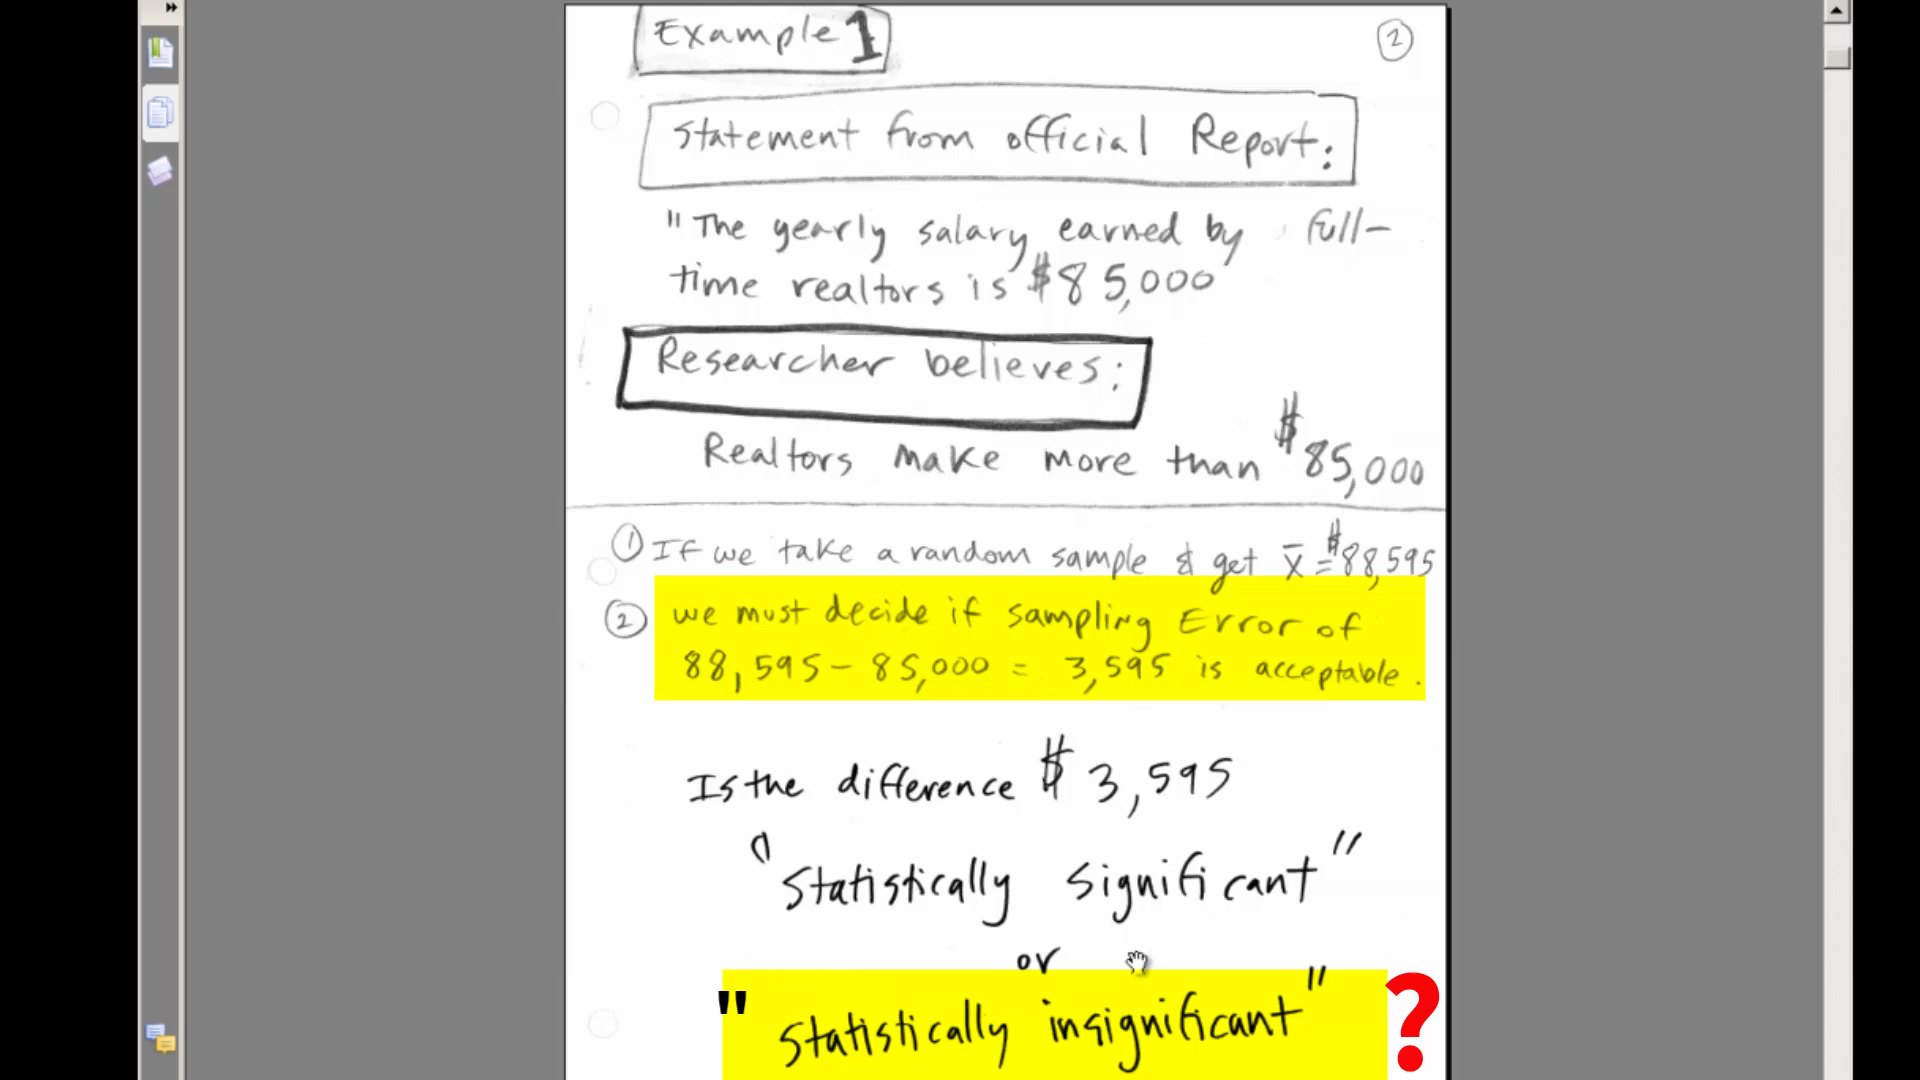 Example 1
2
Statement from official Report:
"The yearly salary earned by full-
time realtors is $85,000
Researcher believes:
Realtors make more than $85,000
1 If we take a random sample & get x̄ = $88,595
2 we must decide if sampling Error of
88,595 - 85,000 = 3,595 is acceptable.
Is the difference $3,595
"Statistically significant"
or
"Statistically insignificant" ?